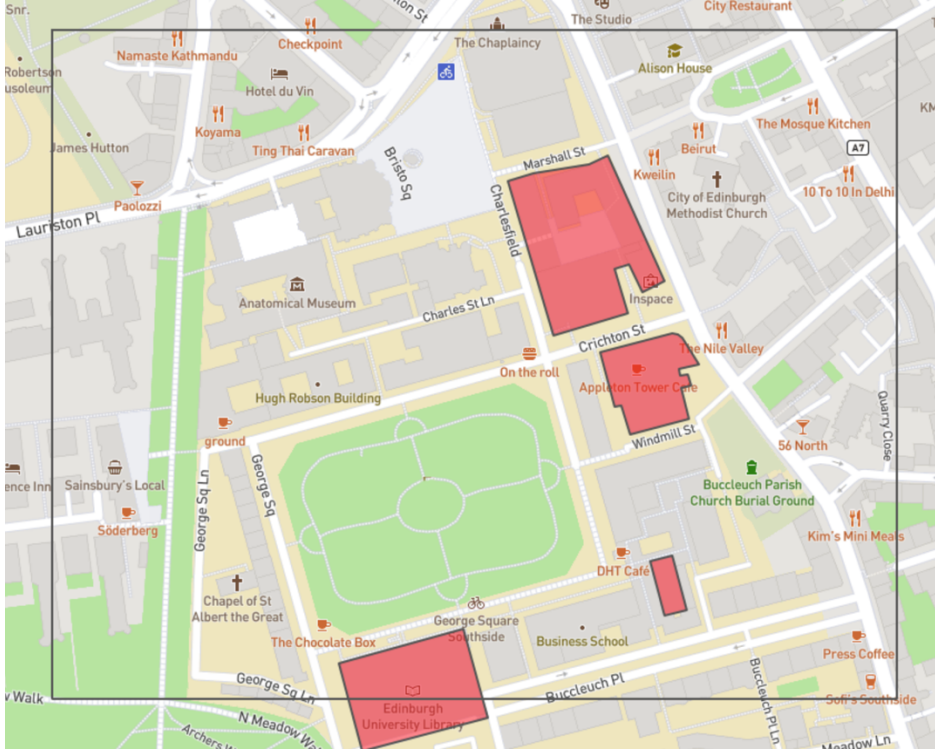 Snr.
on St
The Studio
City Restaurant
Checkpoint
The Chaplaincy
Namaste Kathmandu
Alison House
Robertson
usoleum
Hotel du Vin
Koyama
The Mosque Kitchen
KM
James Hutton
Ting Thai Caravan
Beirut
A7
Marshall St
Bristo Sq
Kweilin
Paolozzi
10 To 10 In Delhi
City of Edinburgh
Methodist Church
Lauriston Pl
Charlesfield
Anatomical Museum
Inspace
Charles St Ln
Crichton St
The Nile Valley
On the roll
Appleton Tower Cafe
Hugh Robson Building
Quarry Close
ground
Windmill St
56 North
ence Inn
Sainsbury's Local
George Sq Ln
George Sq
Buccleuch Parish
Church Burial Ground
Söderberg
Kim's Mini Meals
DHT Café
Chapel of St
Albert the Great
George Square
Southside
The Chocolate Box
Business School
Press Coffee
George Sq Ln
Buccleuch Pl
Buccleuch Pl Ln
w Walk
Edinburgh
University Library
Sofi's Southside
N Meadow Wa
Archers W
Meadow Ln